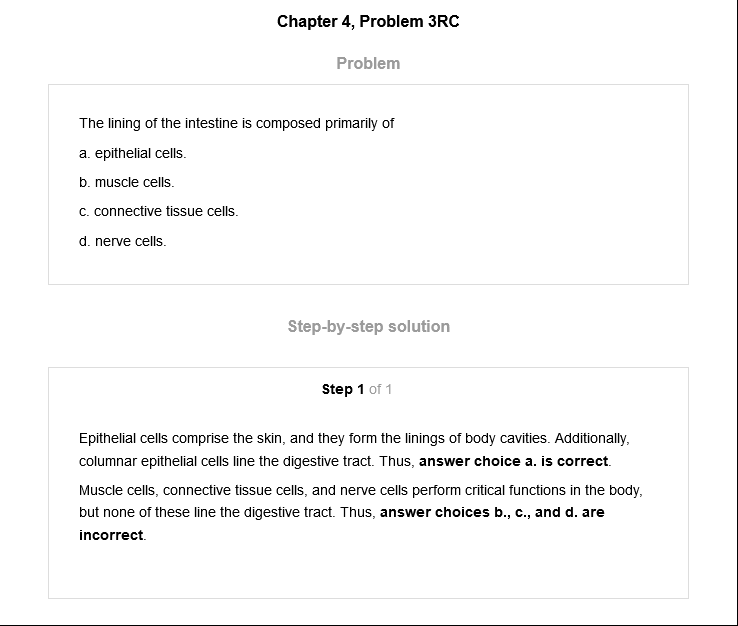 Chapter 4, Problem 3RC
Problem
The lining of the intestine is composed primarily of
a. epithelial cells.
b. muscle cells.
c. connective tissue cells.
d. nerve cells.
Step-by-step solution
Step 1 of 1
Epithelial cells comprise the skin, and they form the linings of body cavities. Additionally,
columnar epithelial cells line the digestive tract. Thus, answer choice a. is correct.
Muscle cells, connective tissue cells, and nerve cells perform critical functions in the body,
but none of these line the digestive tract. Thus, answer choices b., c., and d. are
incorrect.